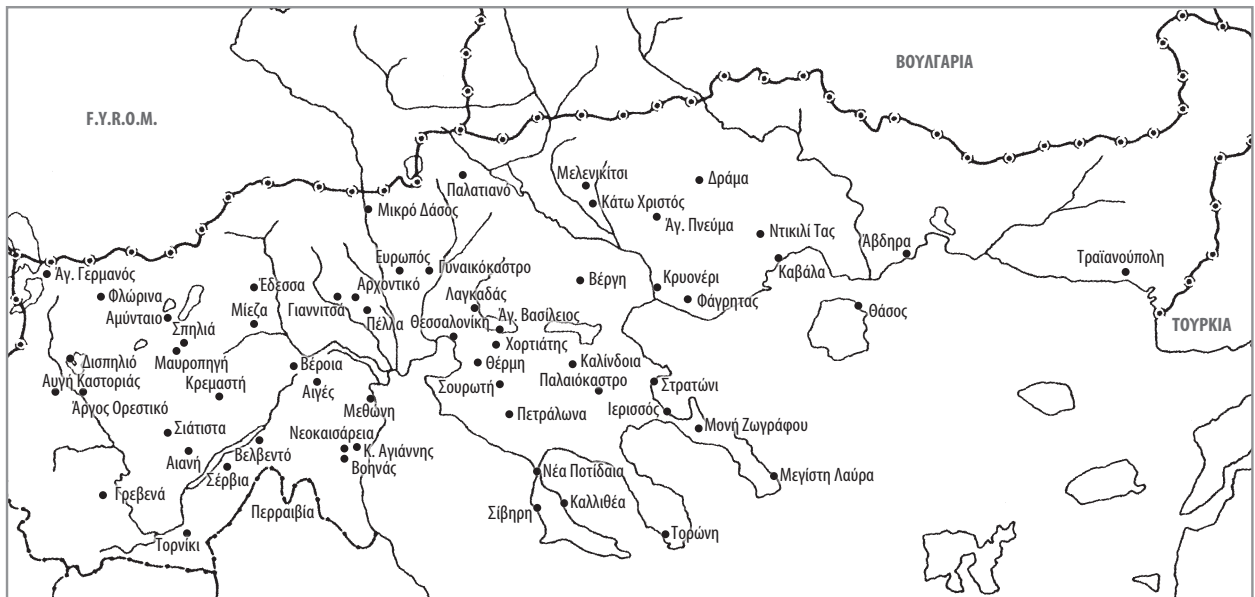 ΒΟΥΛΓΑΡΙΑ
F.Y.R.O.M.
Μελενικίτσι
Δράμα
Παλατιανό
Κάτω Χριστός
Μικρό Δάσος
Άγ. Πνεύμα
Ντικιλί Τας
Άβδηρα
Τραϊανούπολη
Άγ. Γερμανός
Ευρωπός
Γυναικόκαστρο
Βέργη
Κρυονέρι
Καβάλα
Έδεσσα
Αρχοντικό
Φλώρινα
Γιαννιτσά
Λαγκαδάς
Φάγρητας
Θάσος
Αμύνταιο
Μίεζα
Πέλλα
Θεσσαλονίκη
Άγ. Βασίλειος
ΤΟΥΡΚΙΑ
Σπηλιά
Χορτιάτης
Δισπηλιό
Μαυροπηγή
Βέροια
Θέρμη
Καλίνδοια
Αυγή Καστοριάς
Κρεμαστή
Αιγές
Σουρωτή
Παλαιόκαστρο
Στρατώνι
Άργος Ορεστικό
Μεθώνη
Πετράλωνα
Ιερισσός
Σιάτιστα
Νεοκαισάρεια
Μονή Ζωγράφου
Αιανή
Βελβεντό
Κ. Αγιάννης
Σέρβια
Βοηνάς
Νέα Ποτίδαια
Μεγίστη Λαύρα
Γρεβενά
Περραιβία
Σίβηρη
Καλλιθέα
Τορνίκι
Τορώνη